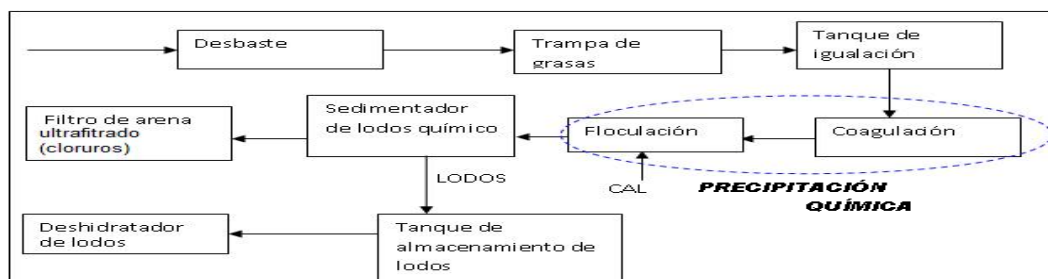 Desbaste
Trampa de
grasas
Tanque de
igualación
Filtro de arena
ultrafitrado
(cloruros)
Sedimentador
de lodos químico
Floculación
Coagulación
LODOS
CAL
PRECIPITACIÓN
QUÍMICA
Deshidratador
de lodos
Tanque de
almacenamiento de
lodos